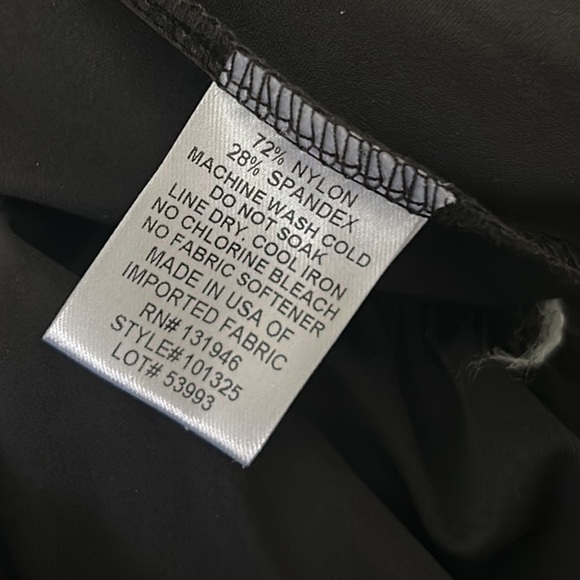 72% NYLON
28% SPANDEX
MACHINE WASH COLD
DO NOT SOAK
LINE DRY, COOL IRON
NO CHLORINE BLEACH
NO FABRIC SOFTENER
MADE IN USA OF
IMPORTED FABRIC
RN# 131946
STYLE#101325
LOT# 53993